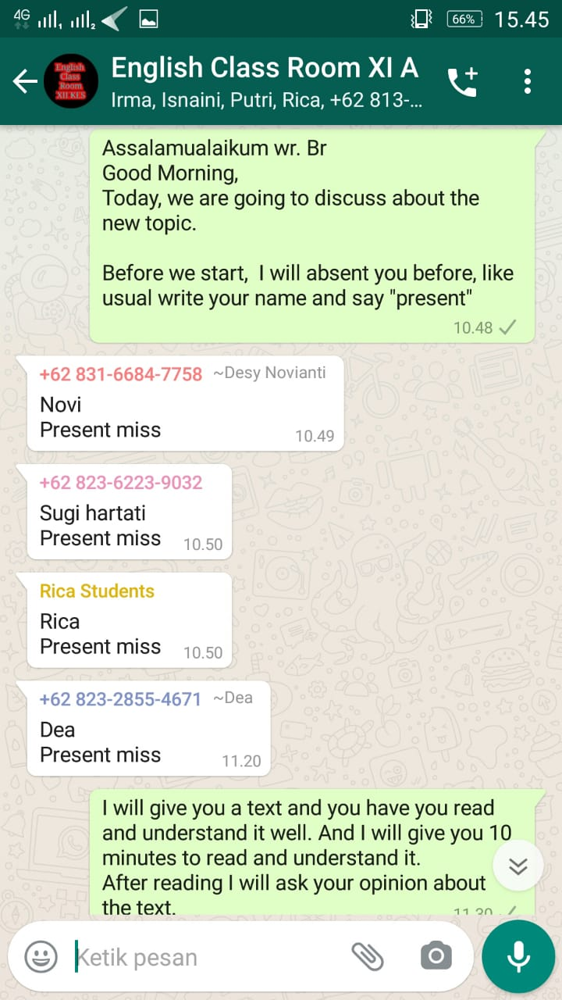 4G 66% 15.45
English Class Room XII KES
English Class Room XI A
Irma, Isnaini, Putri, Rica, +62 813-...
Assalamualaikum wr. Br
Good Morning,
Today, we are going to discuss about the
new topic.
Before we start,  I will absent you before, like
usual write your name and say "present"
10.48
+62 831-6684-7758 ~Desy Novianti
Novi
Present miss
10.49
+62 823-6223-9032
Sugi hartati
Present miss
10.50
Rica Students
Rica
Present miss
10.50
+62 823-2855-4671 ~Dea
Dea
Present miss
11.20
I will give you a text and you have you read
and understand it well. And I will give you 10
minutes to read and understand it.
After reading I will ask your opinion about
the text.
11.30
Ketik pesan